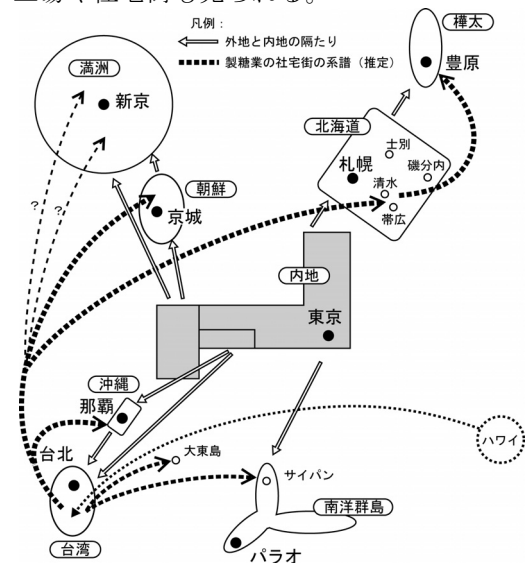 凡例：
外地と内地の隔たり
製糖業の社宅街の系譜（推定）
樺太
豊原
満洲
新京
北海道
士別
札幌
磯分内
清水
帯広
朝鮮
京城
?
?
内地
東京
沖縄
那覇
台北
大東島
サイパン
ハワイ
南洋群島
台湾
パラオ